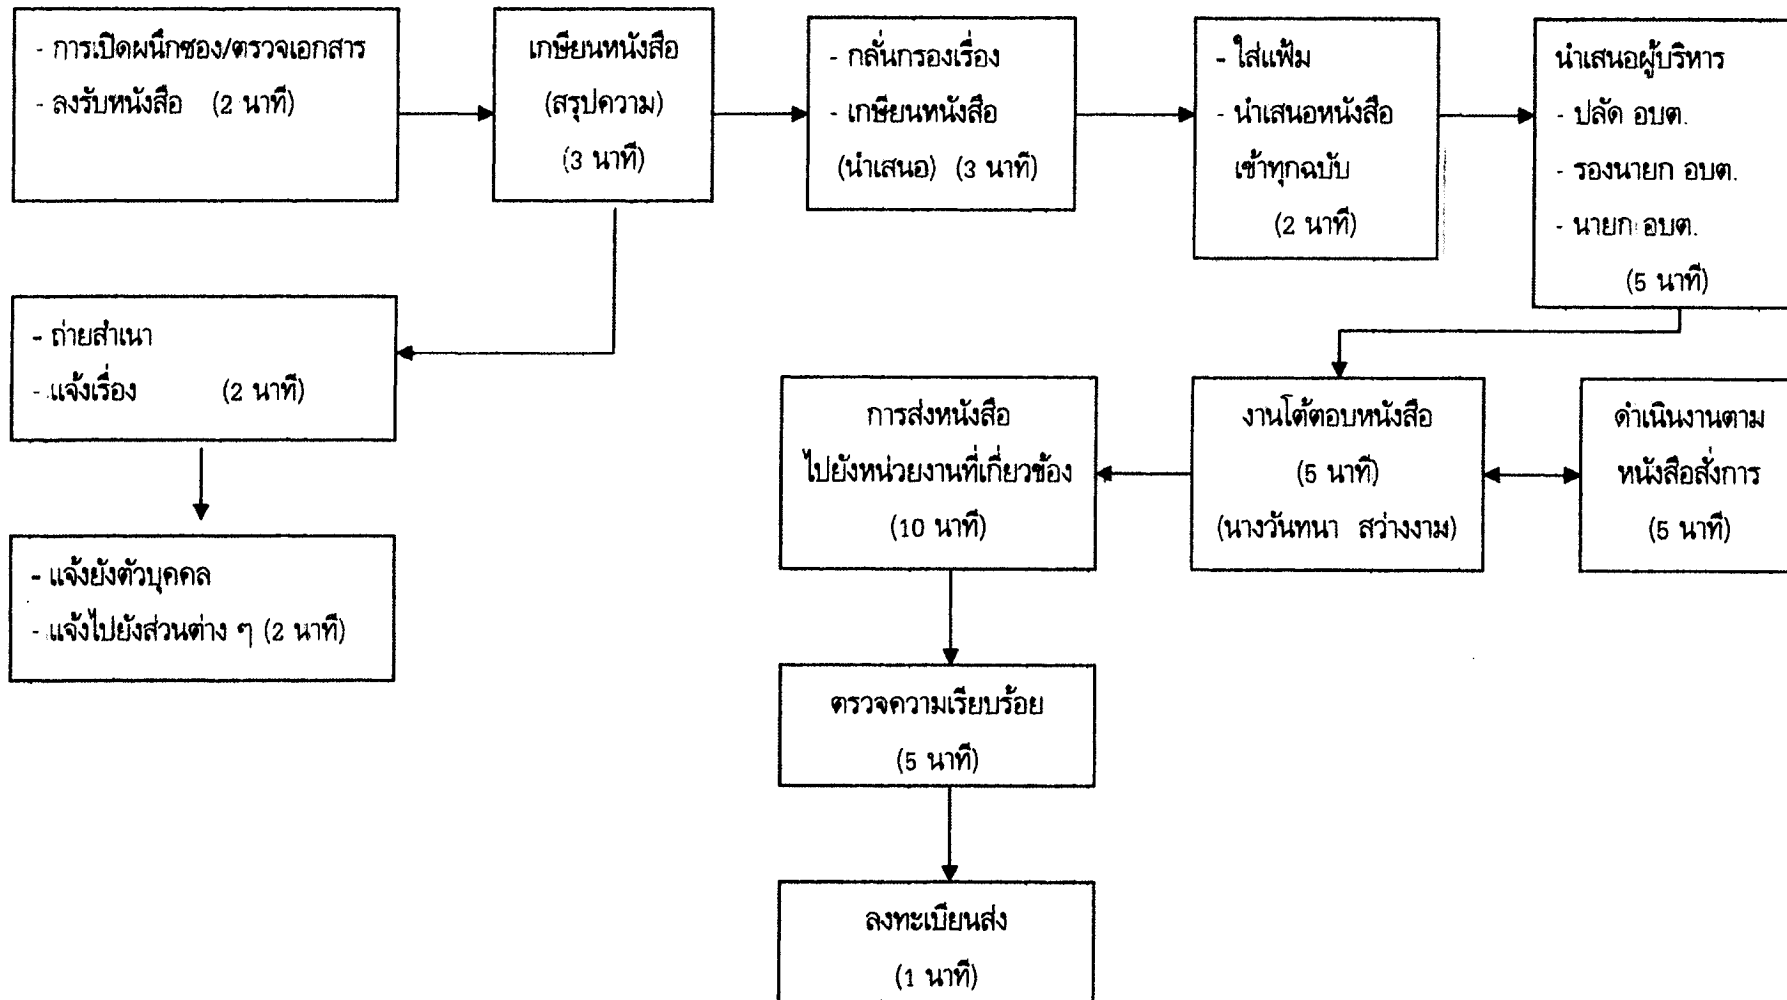 - การเปิดผนึกซอง/ตรวจเอกสาร
- ลงรับหนังสือ (2 นาที)
เกษียนหนังสือ
(สรุปความ)
(3 นาที)
- กลั่นกรองเรื่อง
- เกษียนหนังสือ
(นำเสนอ) (3 นาที)
- ใส่แฟ้ม
- นำเสนอหนังสือ
เข้าทุกฉบับ
(2 นาที)
นำเสนอผู้บริหาร
- ปลัด อบต.
- รองนายก อบต.
- นายก อบต.
(5 นาที)
- ถ่ายสำเนา
- แจ้งเรื่อง (2 นาที)
- แจ้งยังตัวบุคคล
- แจ้งไปยังส่วนต่าง ๆ (2 นาที)
การส่งหนังสือ
ไปยังหน่วยงานที่เกี่ยวข้อง
(10 นาที)
งานโต้ตอบหนังสือ
(5 นาที)
(นางวันทนา สว่างงาม)
ดำเนินงานตาม
หนังสือสั่งการ
(5 นาที)
ตรวจความเรียบร้อย
(5 นาที)
ลงทะเบียนส่ง
(1 นาที)